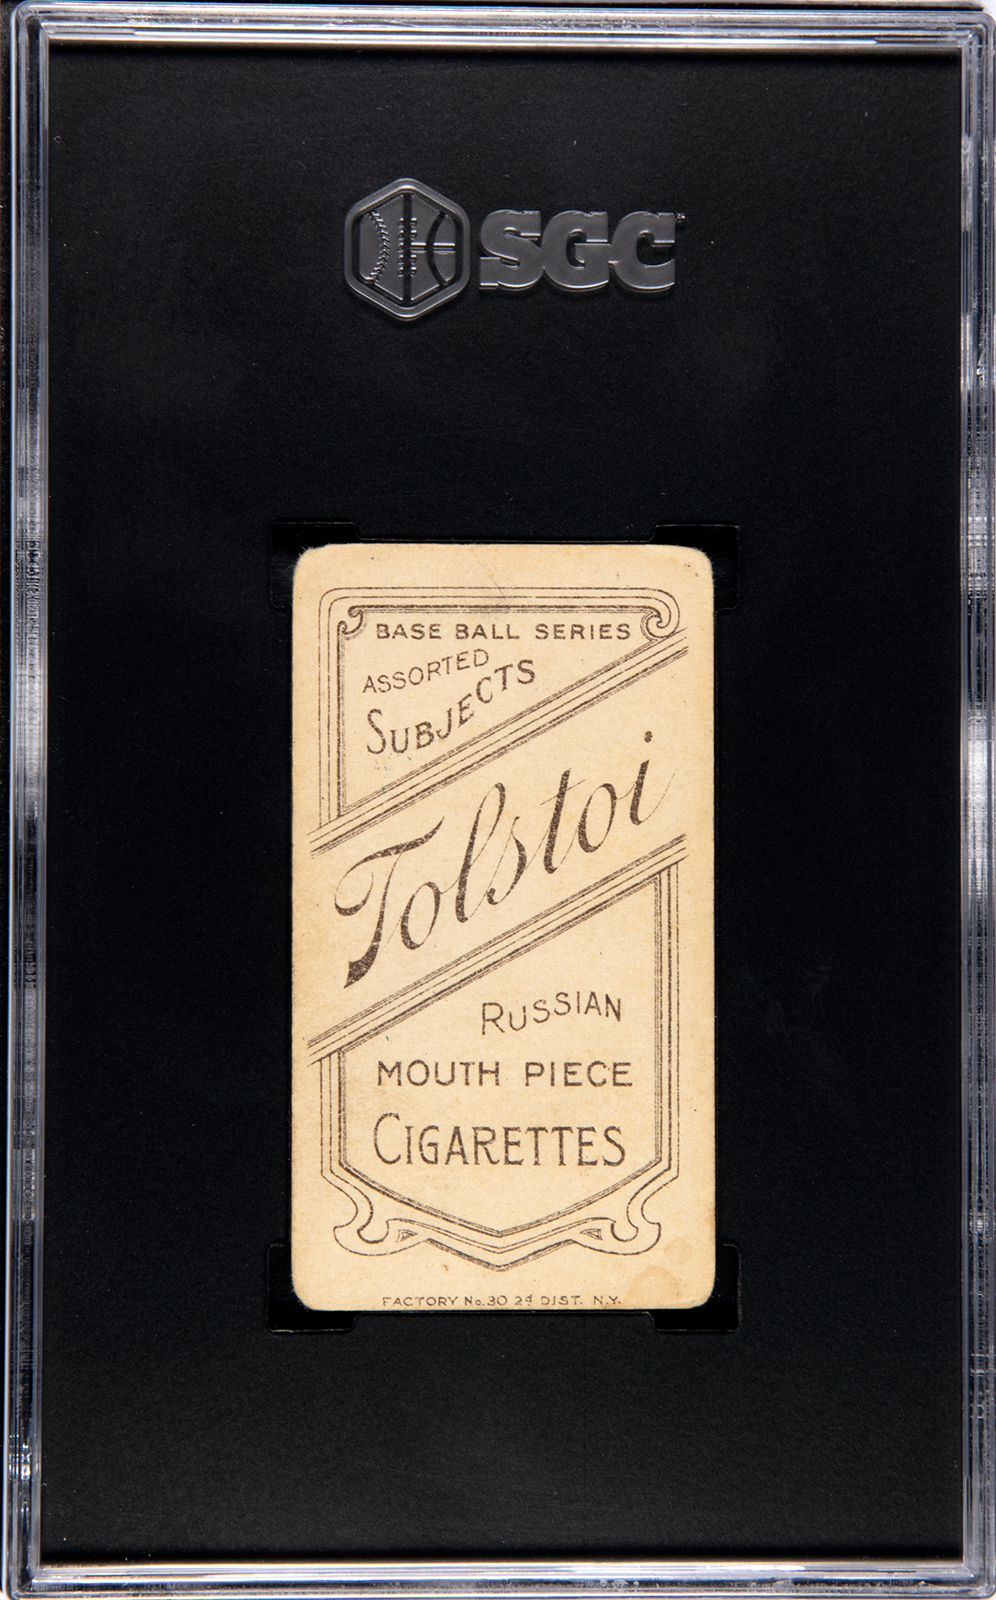 SGC
BASE BALL SERIES
ASSORTED
SUBJECTS
Tolstoi
RUSSIAN
MOUTH PIECE
CIGARETTES
FACTORY No. 30 2d DIST. N.Y.